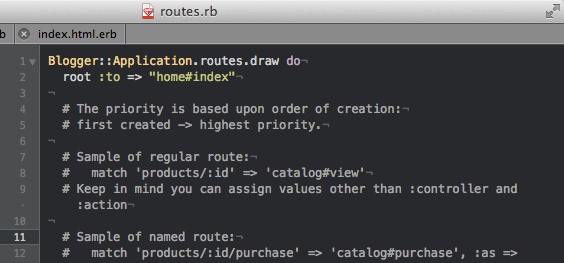 routes.rb
b index.html.erb
1 Blogger::Application.routes.draw do¬
2 root :to => "home#index"¬
3 ¬
4 # The priority is based upon order of creation:¬
5 # first created -> highest priority.¬
6 ¬
7 # Sample of regular route:¬
8 #   match 'products/:id' => 'catalog#view'¬
9 # Keep in mind you can assign values other than :controller and
· :action¬
10 ¬
11 # Sample of named route:¬
12 #   match 'products/:id/purchase' => 'catalog#purchase', :as =>